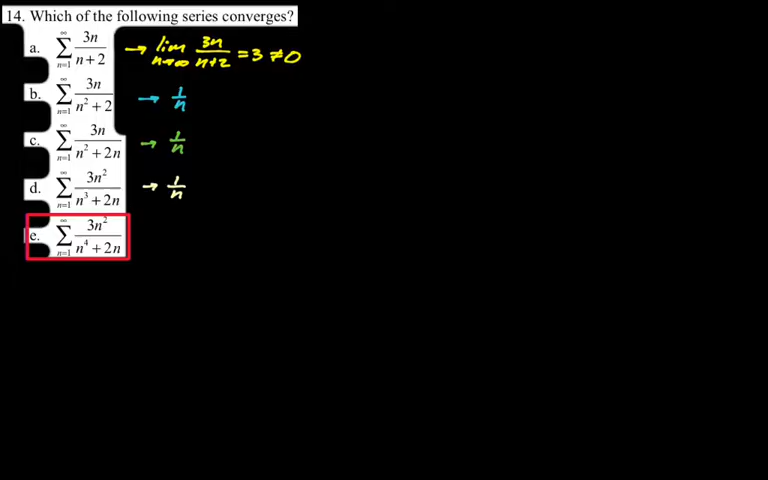 14. Which of the following series converges?
a. ∞ ∑ n=1 3n / n + 2 → lim n→∞ 3n / n+2 = 3 ≠ 0
b. ∞ ∑ n=1 3n / n² + 2 → 1/n
c. ∞ ∑ n=1 3n / n² + 2n → 1/n
d. ∞ ∑ n=1 3n² / n³ + 2n → 1/n
e. ∞ ∑ n=1 3n² / n⁴ + 2n